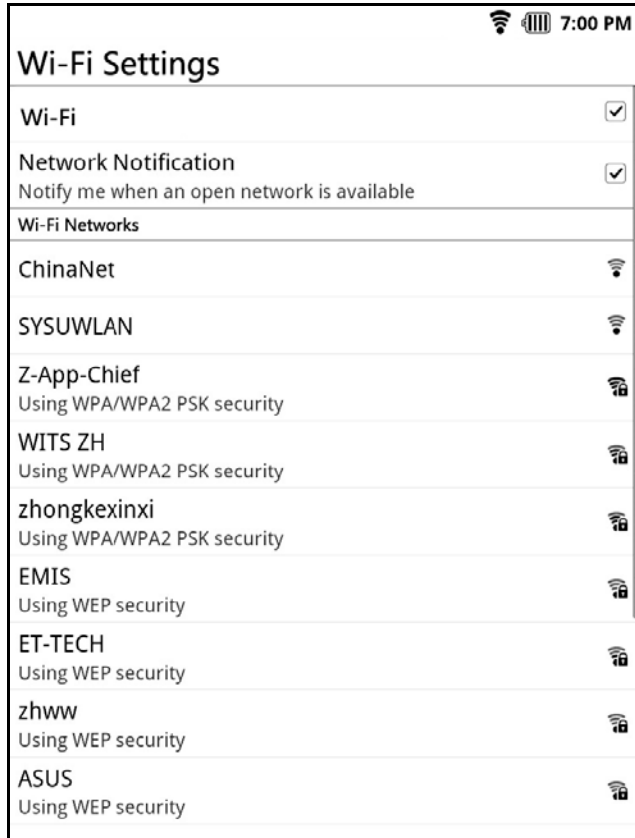 7:00 PM
Wi-Fi Settings
Wi-Fi
Network Notification
Notify me when an open network is available
Wi-Fi Networks
ChinaNet
SYSUWLAN
Z-App-Chief
Using WPA/WPA2 PSK security
WITS ZH
Using WPA/WPA2 PSK security
zhongkexinxi
Using WPA/WPA2 PSK security
EMIS
Using WEP security
ET-TECH
Using WEP security
zhww
Using WEP security
ASUS
Using WEP security